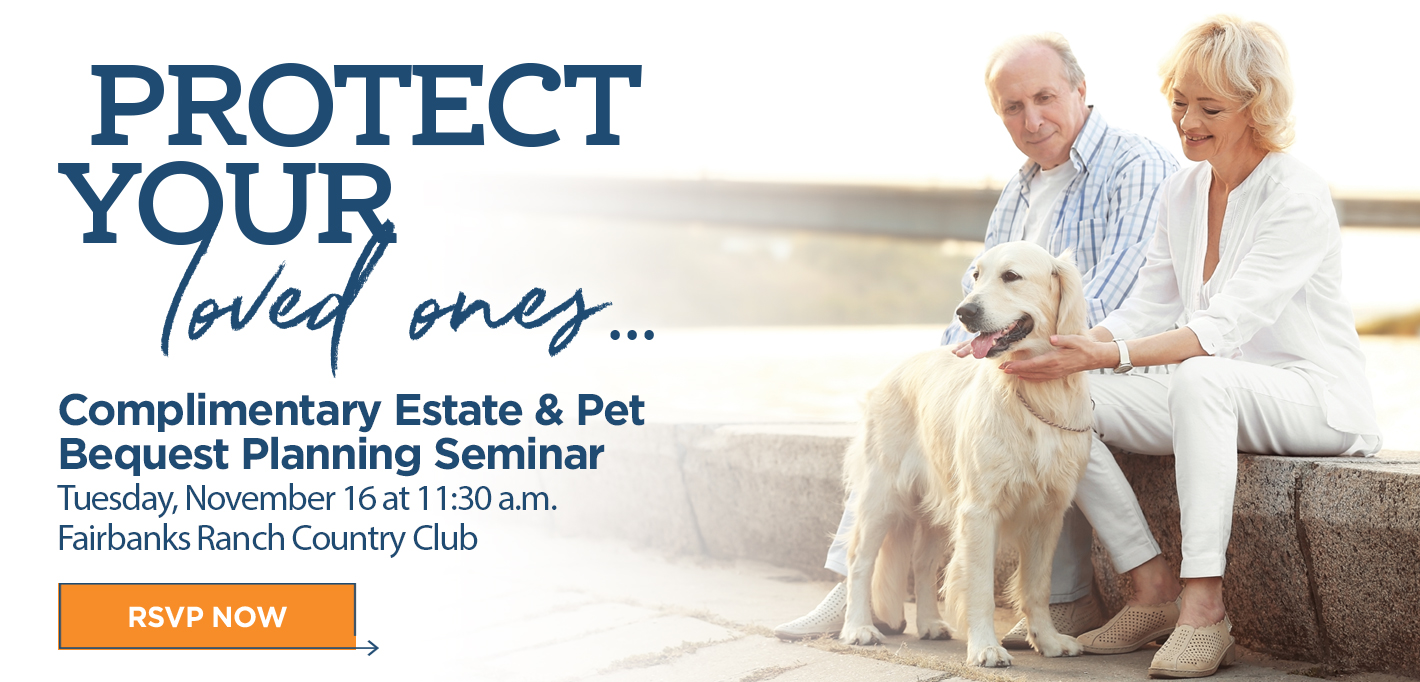 PROTECT
YOUR
loved ones...
Complimentary Estate & Pet
Bequest Planning Seminar
Tuesday, November 16 at 11:30 a.m.
Fairbanks Ranch Country Club
RSVP NOW